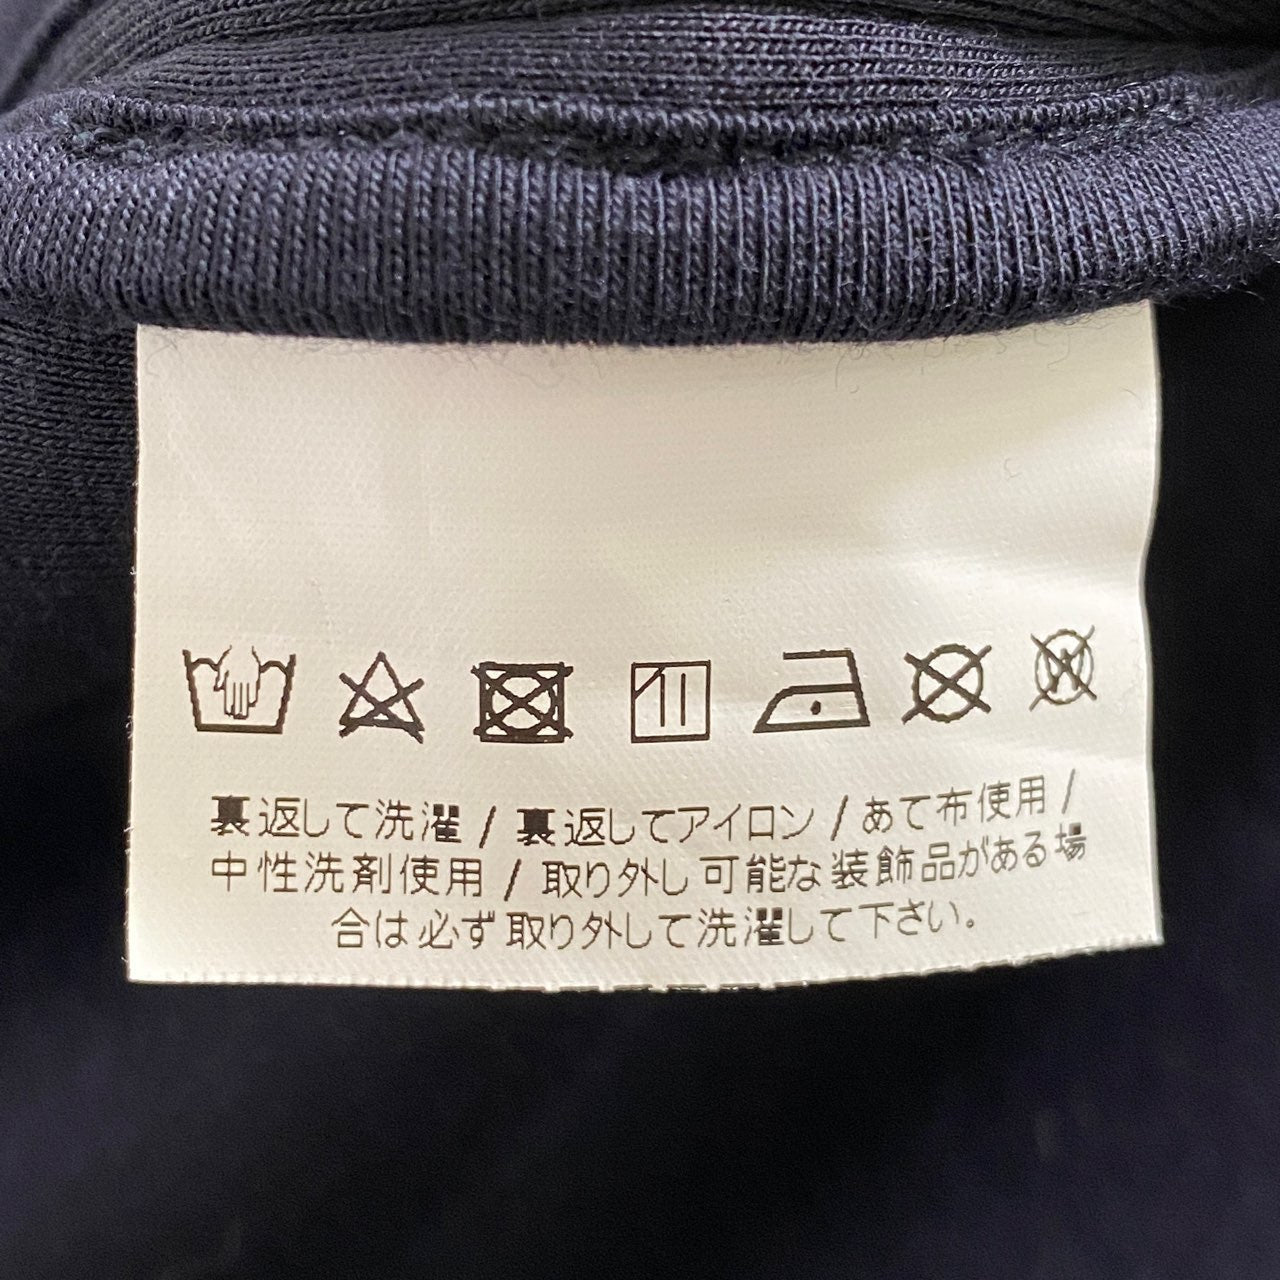 裏返して洗濯 / 裏返してアイロン / あて布使用 /
中性洗剤使用 / 取り外し可能な装飾品がある場
合は必ず取り外して洗濯して下さい。